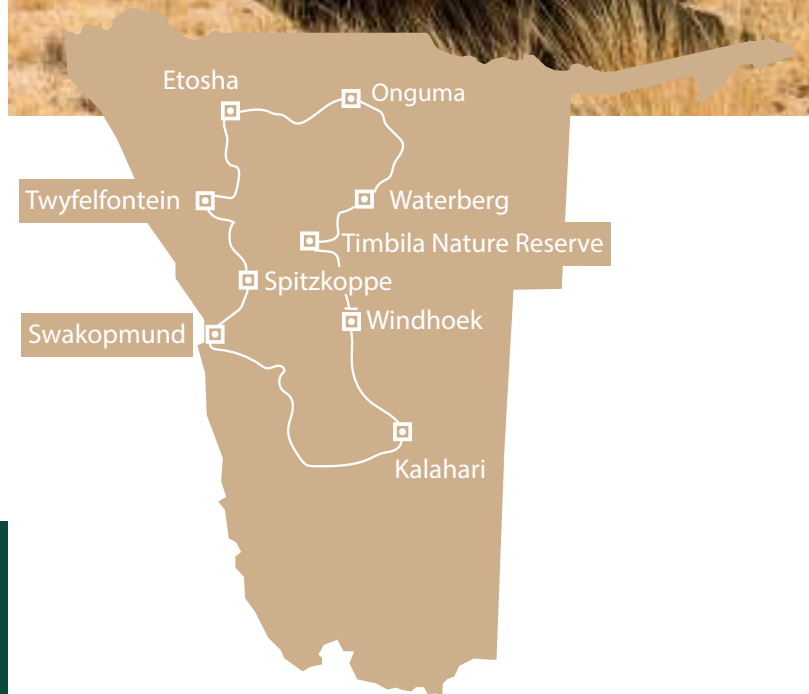 Etosha
Onguma
Twyfelfontein
Waterberg
Timbila Nature Reserve
Spitzkoppe
Windhoek
Swakopmund
Kalahari